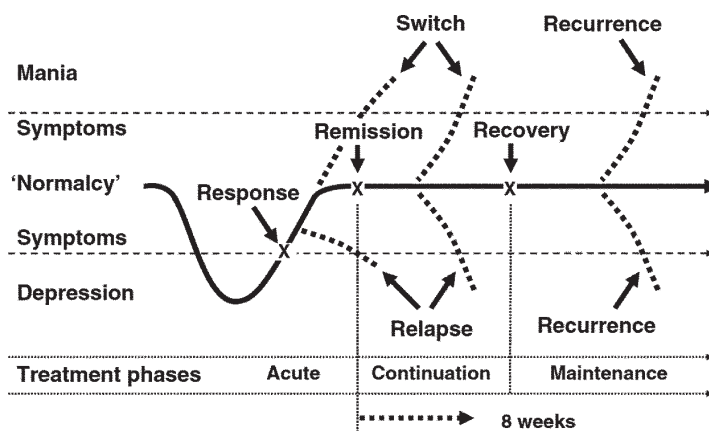 Switch Recurrence
Mania
Symptoms
Remission Recovery
'Normalcy'
Response
X X
Symptoms
X
Depression
Relapse Recurrence
Treatment phases Acute Continuation Maintenance
8 weeks